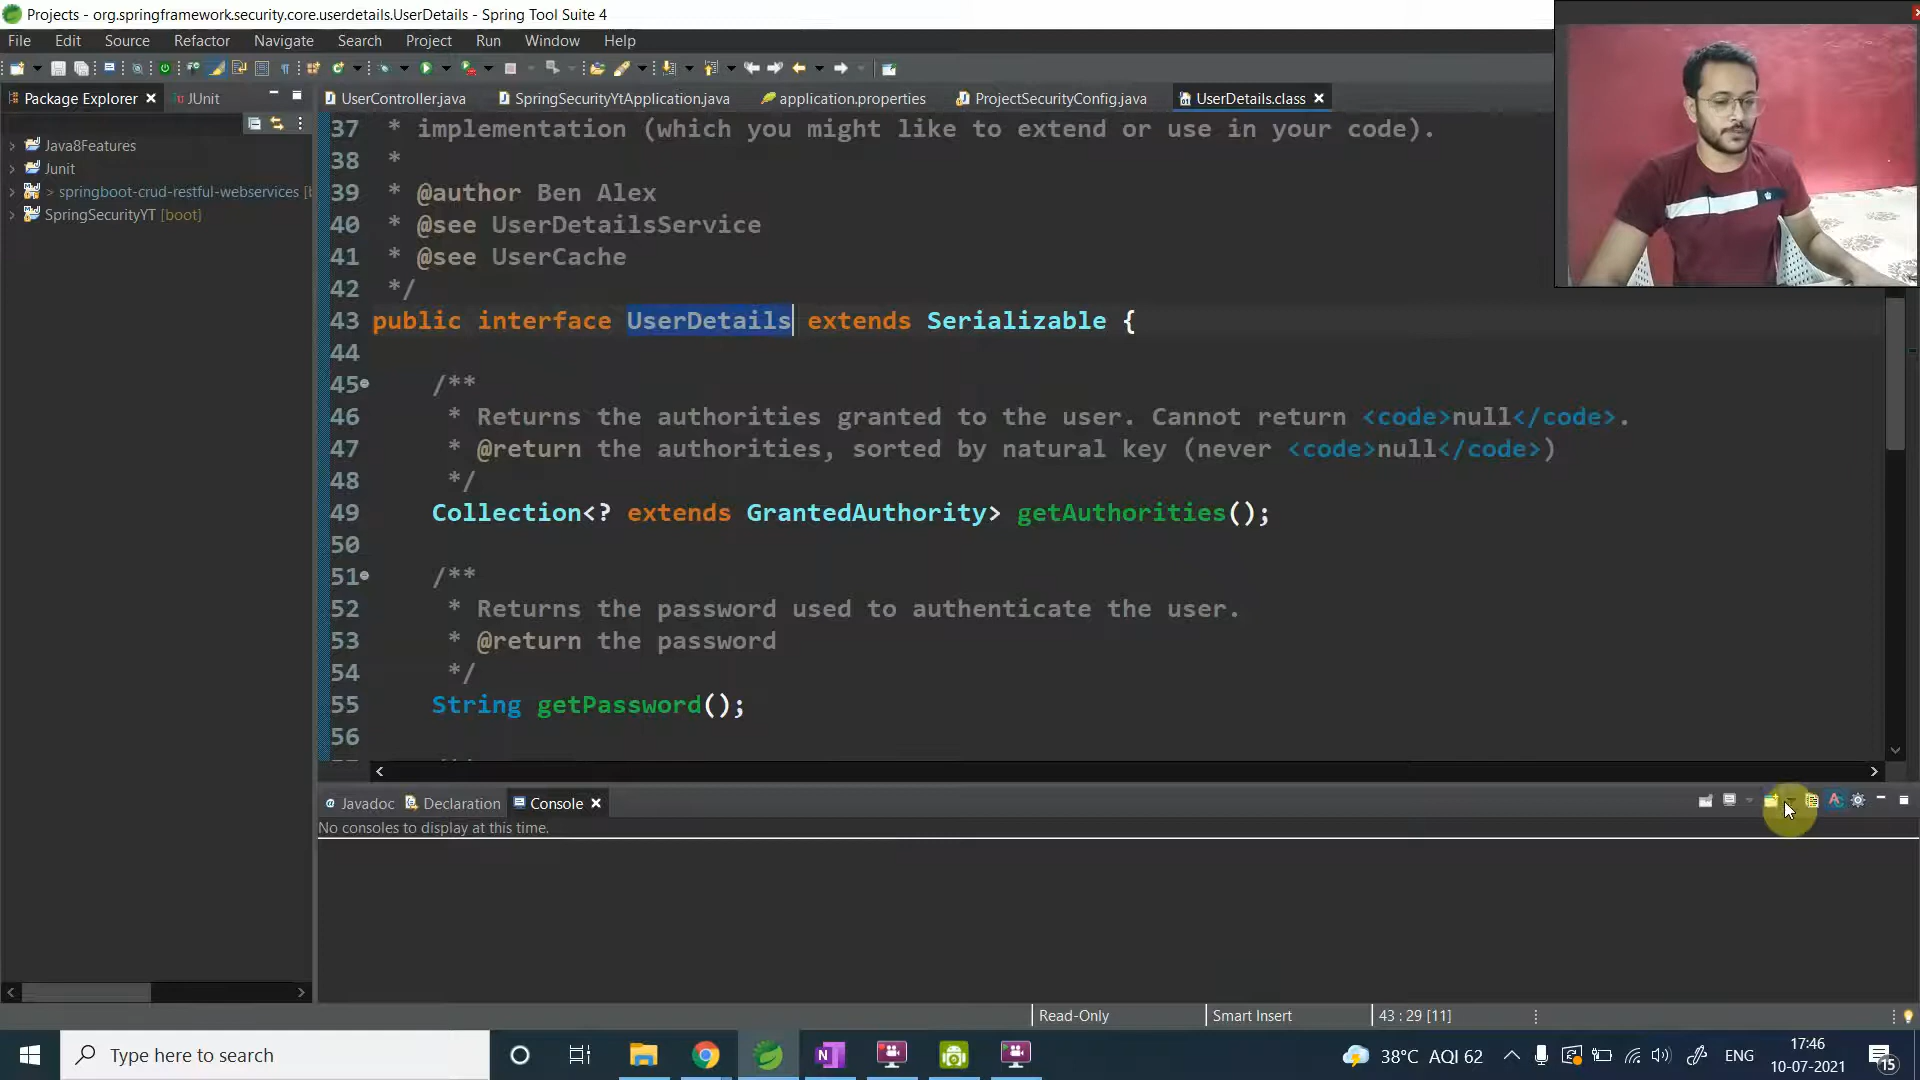 Projects - org.springframework.security.core.userdetails.UserDetails - Spring Tool Suite 4
File Edit Source Refactor Navigate Search Project Run Window Help
Package Explorer JUnit
UserController.java SpringSecurityYtApplication.java application.properties ProjectSecurityConfig.java UserDetails.class
Java8Features
Junit
> springboot-crud-restful-webservices [b
SpringSecurityYT [boot]
37 * implementation (which you might like to extend or use in your code).
38 *
39 * @author Ben Alex
40 * @see UserDetailsService
41 * @see UserCache
42 */
43 public interface UserDetails extends Serializable {
44
45 /**
46 * Returns the authorities granted to the user. Cannot return <code>null</code>.
47 * @return the authorities, sorted by natural key (never <code>null</code>)
48 */
49 Collection<? extends GrantedAuthority> getAuthorities();
50
51 /**
52 * Returns the password used to authenticate the user.
53 * @return the password
54 */
55 String getPassword();
56
@ Javadoc Declaration Console
No consoles to display at this time.
Read-Only Smart Insert 43 : 29 [11]
Type here to search
38°C AQI 62 ENG
17:46
10-07-2021
15